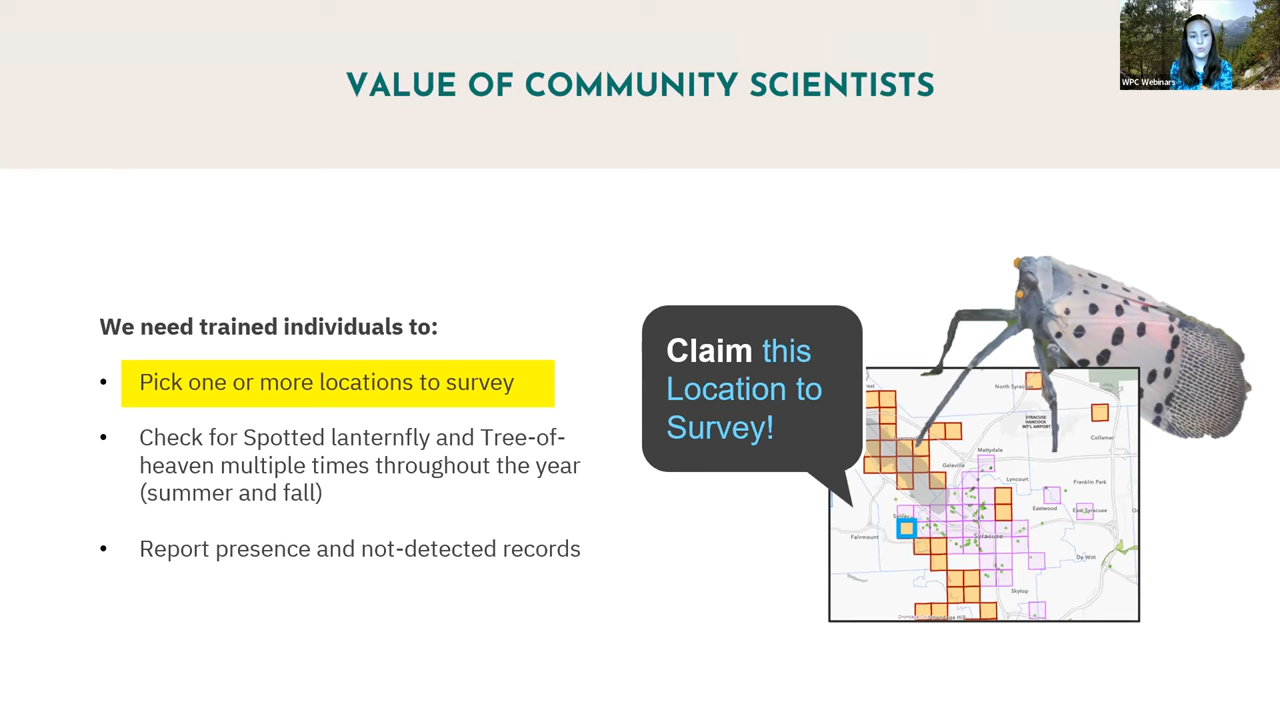 VALUE OF COMMUNITY SCIENTISTS
WPC Webinars
We need trained individuals to:
• Pick one or more locations to survey
• Check for Spotted lanternfly and Tree-of-
heaven multiple times throughout the year
(summer and fall)
• Report presence and not-detected records
Claim this
Location to
Survey!
North Syracuse
SYRACUSE
HANCOCK
INT'L AIRPORT
Collamer
Mattydale
Galeville
Lyncourt
Franklin Park
Eastwood
East Syracuse
Solvay
Fairmount
Syracuse
De Witt
Skytop